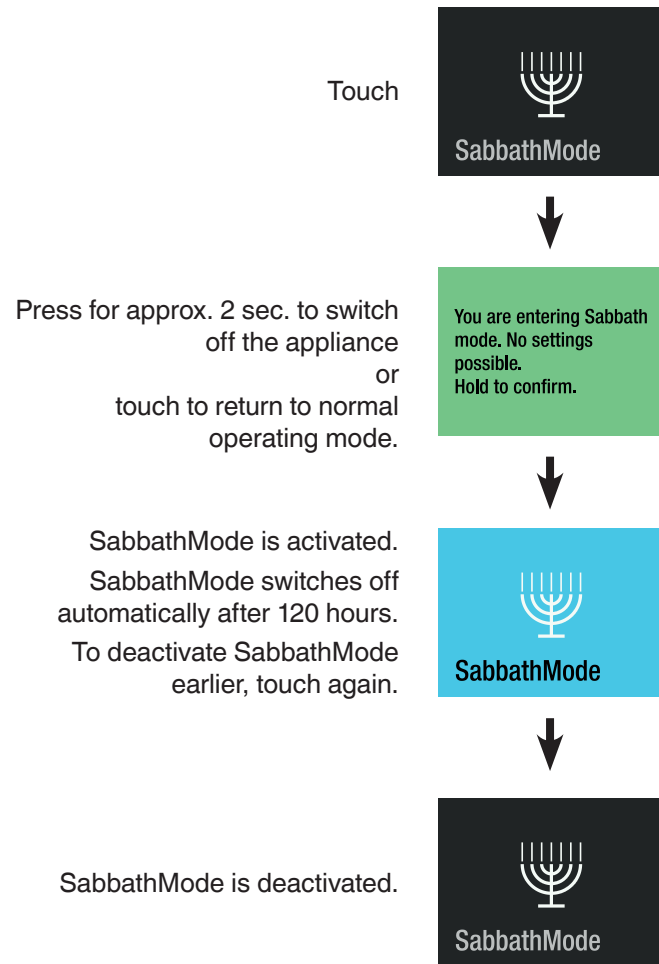 Touch
SabbathMode
Press for approx. 2 sec. to switch
off the appliance
or
touch to return to normal
operating mode.
You are entering Sabbath
mode. No settings
possible.
Hold to confirm.
SabbathMode is activated.
SabbathMode switches off
automatically after 120 hours.
To deactivate SabbathMode
earlier, touch again.
SabbathMode
SabbathMode is deactivated.
SabbathMode